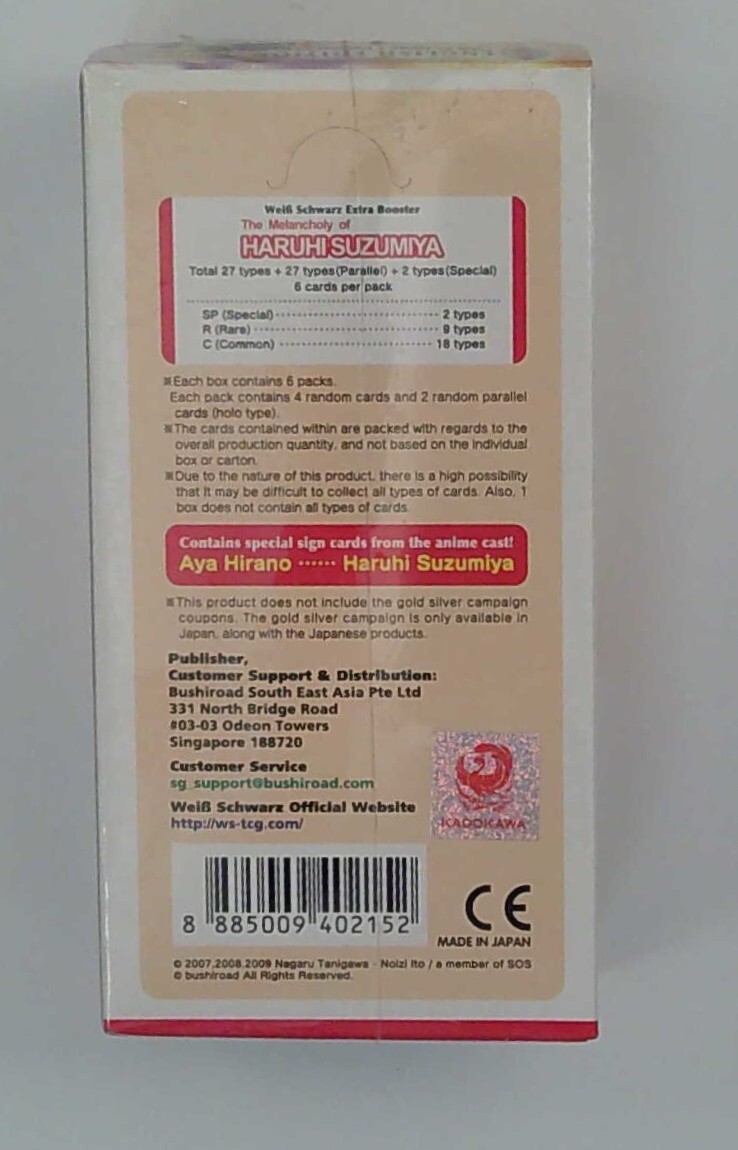 Weiß Schwarz Extra Booster
The Melancholy of
HARUHI SUZUMIYA
Total 27 types + 27 types(Parallel) + 2 types(Special)
6 cards per pack
SP (Special) 2 types
R (Rare) 9 types
C (Common) 18 types
※Each box contains 6 packs.
Each pack contains 4 random cards and 2 random parallel
cards (holo type).
※The cards contained within are packed with regards to the
overall production quantity, and not based on the individual
box or carton.
※Due to the nature of this product, there is a high possibility
that it may be difficult to collect all types of cards. Also, 1
box does not contain all types of cards.
Contains special sign cards from the anime cast!
Aya Hirano ······ Haruhi Suzumiya
※This product does not include the gold silver campaign
coupons. The gold silver campaign is only available in
Japan, along with the Japanese products.
Publisher,
Customer Support & Distribution:
Bushiroad South East Asia Pte Ltd
331 North Bridge Road
#03-03 Odeon Towers
Singapore 188720
Customer Service
sg_support@bushiroad.com
Weiß Schwarz Official Website
http://ws-tcg.com/
KADOKAWA
8 885009 402152
CE
MADE IN JAPAN
© 2007,2008,2009 Nagaru Tanigawa · Noizi Ito / a member of SOS
© bushiroad All Rights Reserved.